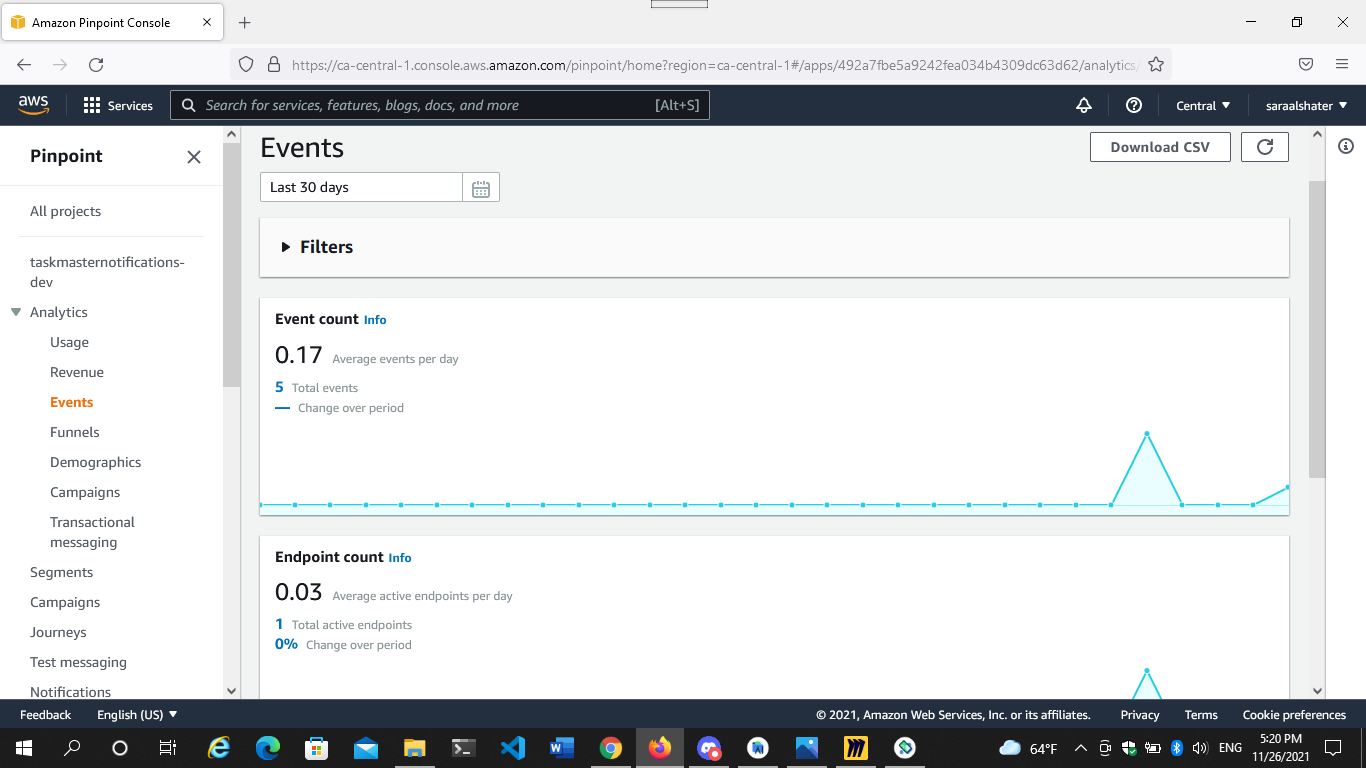 Amazon Pinpoint Console
https://ca-central-1.console.aws.amazon.com/pinpoint/home?region=ca-central-1#/apps/492a7fbe5a9242fea034b4309dc63d62/analytics/
aws
Services
Search for services, features, blogs, docs, and more
[Alt+S]
Central
saraalshater
Pinpoint
All projects
taskmasternotifications-
dev
Analytics
Usage
Revenue
Events
Funnels
Demographics
Campaigns
Transactional
messaging
Segments
Campaigns
Journeys
Test messaging
Notifications
Events
Download CSV
Last 30 days
Filters
Event count Info
0.17 Average events per day
5 Total events
— Change over period
Endpoint count Info
0.03 Average active endpoints per day
1 Total active endpoints
0% Change over period
Feedback
English (US)
© 2021, Amazon Web Services, Inc. or its affiliates.
Privacy
Terms
Cookie preferences
64°F
ENG
5:20 PM
11/26/2021